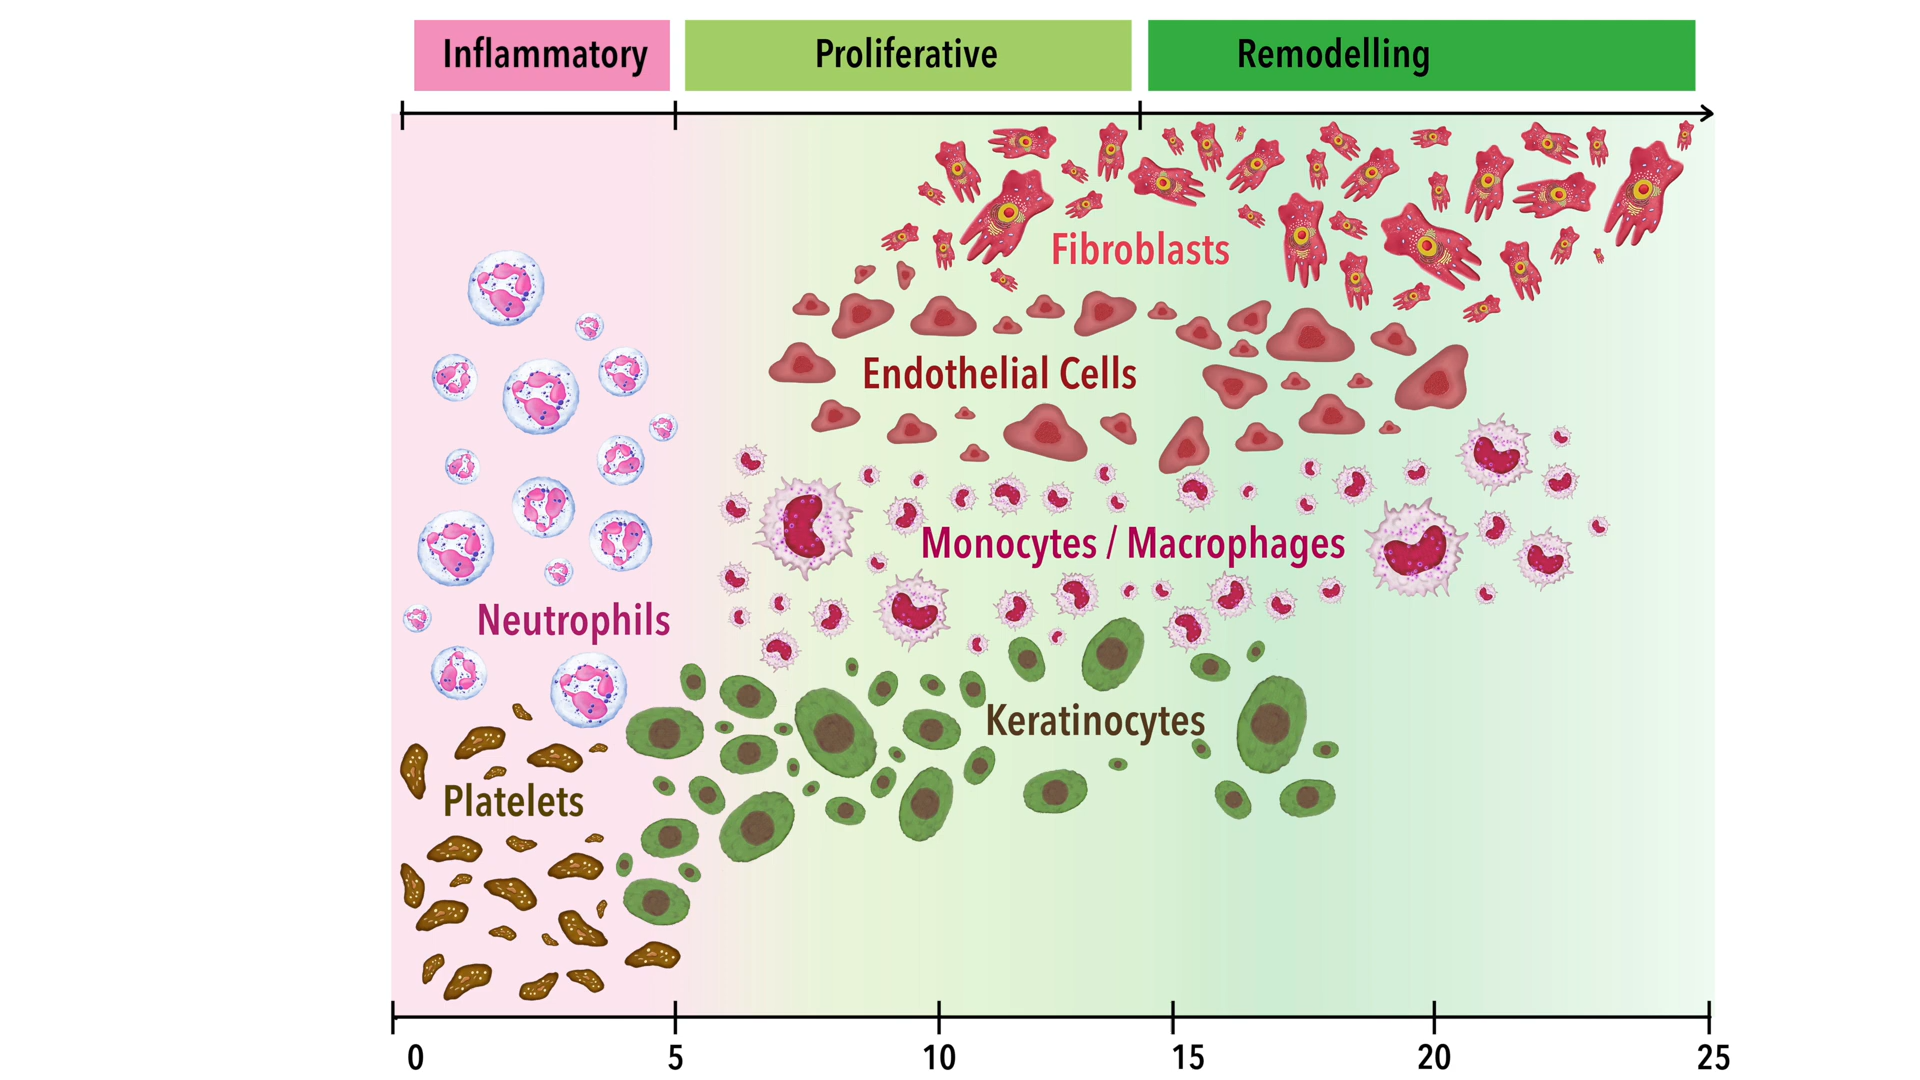 Inflammatory
Proliferative
Remodelling
Fibroblasts
Endothelial Cells
Monocytes / Macrophages
Neutrophils
Keratinocytes
Platelets
0 5 10 15 20 25